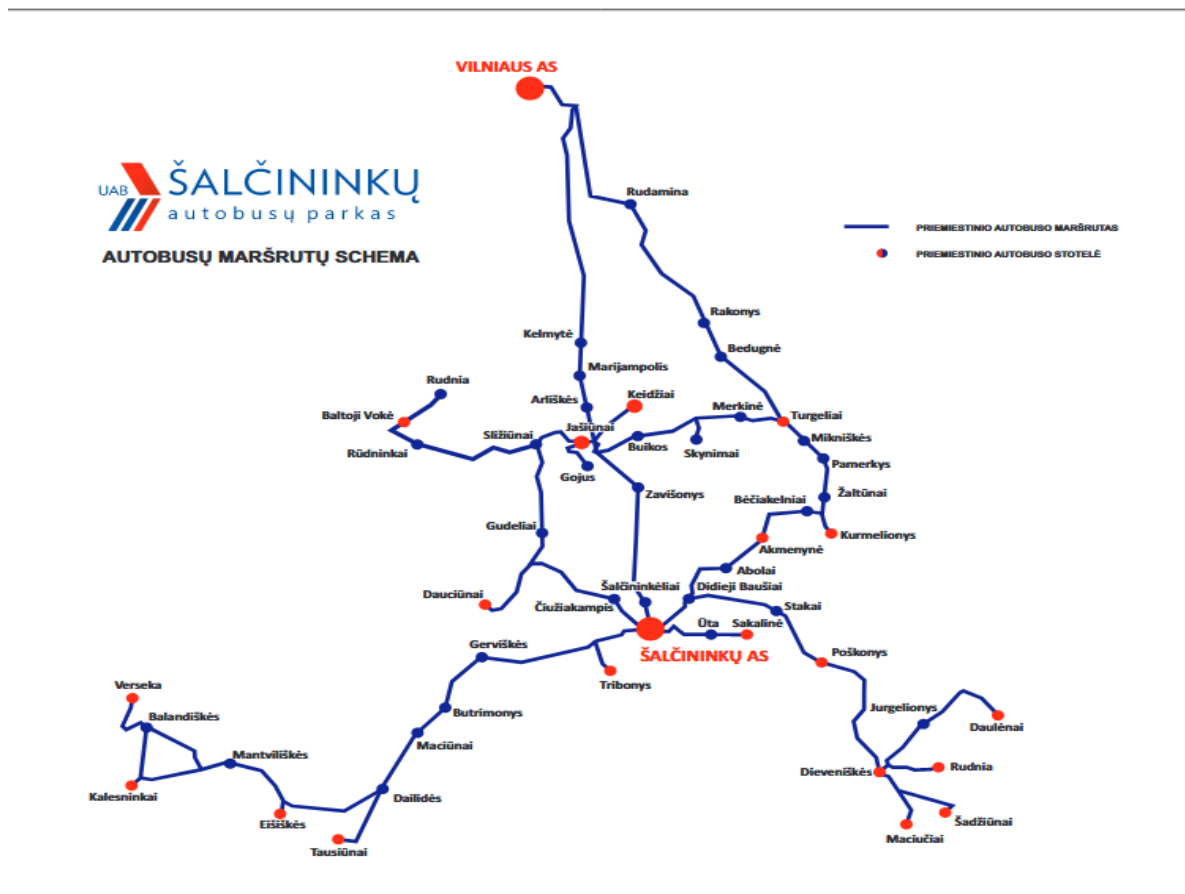 VILNIAUS AS
UAB ŠALČININKŲ
autobusų parkas
AUTOBUSŲ MARŠRUTŲ SCHEMA
Rudamina
PRIEMIESTINIO AUTOBUSO MARŠRUTAS
PRIEMIESTINIO AUTOBUSO STOTELĖ
Rakonys
Kelmytė
Bedugnė
Marijampolis
Rudnia
Keidžiai
Arliškės
Merkinė
Baltoji Vokė
Turgeliai
Jašiūnai
Sližiūnai
Mikniškės
Buikos
Rūdninkai
Skynimai
Pamerkys
Gojus
Zavišonys
Žaltūnai
Bėčiakelniai
Gudeliai
Kurmelionys
Akmenynė
Abolai
Šalčininkėliai
Didieji Baušiai
Dauciūnai
Čiužiakampis
Stakai
Ūta
Sakalinė
Gerviškės
ŠALČININKŲ AS
Poškonys
Tribonys
Verseka
Jurgelionys
Butrimonys
Balandiškės
Daulėnai
Maciūnai
Mantviliškės
Rudnia
Dieveniškės
Kalesninkai
Dailidės
Eišiškės
Šadžiūnai
Maciučiai
Tausiūnai